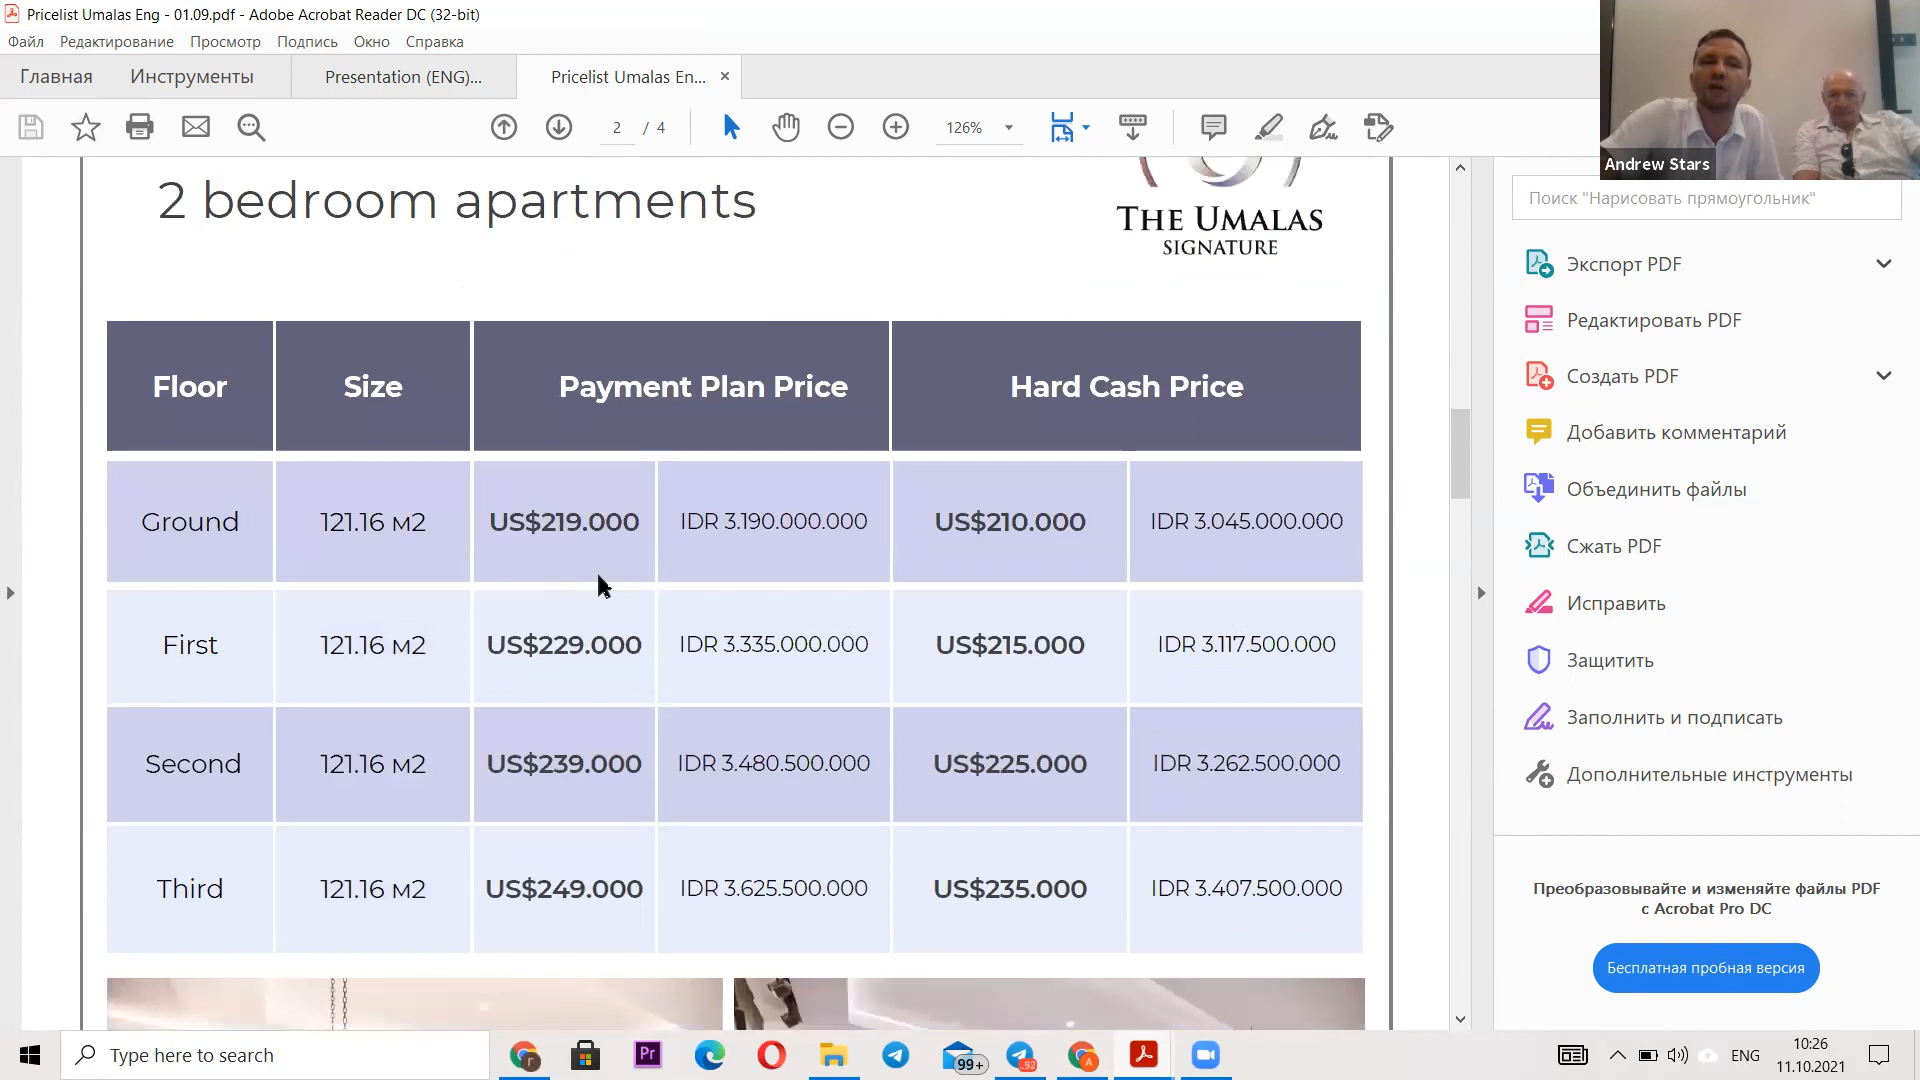 Pricelist Umalas Eng - 01.09.pdf - Adobe Acrobat Reader DC (32-bit)
Файл Редактирование Просмотр Подпись Окно Справка
Главная Инструменты Presentation (ENG)... Pricelist Umalas En... ×
2 / 4 126%
Andrew Stars
2 bedroom apartments
THE UMALAS
SIGNATURE
Floor Size Payment Plan Price Hard Cash Price
Ground 121.16 м2 US$219.000 IDR 3.190.000.000 US$210.000 IDR 3.045.000.000
First 121.16 м2 US$229.000 IDR 3.335.000.000 US$215.000 IDR 3.117.500.000
Second 121.16 м2 US$239.000 IDR 3.480.500.000 US$225.000 IDR 3.262.500.000
Third 121.16 м2 US$249.000 IDR 3.625.500.000 US$235.000 IDR 3.407.500.000
Поиск "Нарисовать прямоугольник"
Экспорт PDF
Редактировать PDF
Создать PDF
Добавить комментарий
Объединить файлы
Сжать PDF
Исправить
Защитить
Заполнить и подписать
Дополнительные инструменты
Преобразовывайте и изменяйте файлы PDF
с Acrobat Pro DC
Бесплатная пробная версия
Type here to search
Pr
99+
92
ENG
10:26
11.10.2021